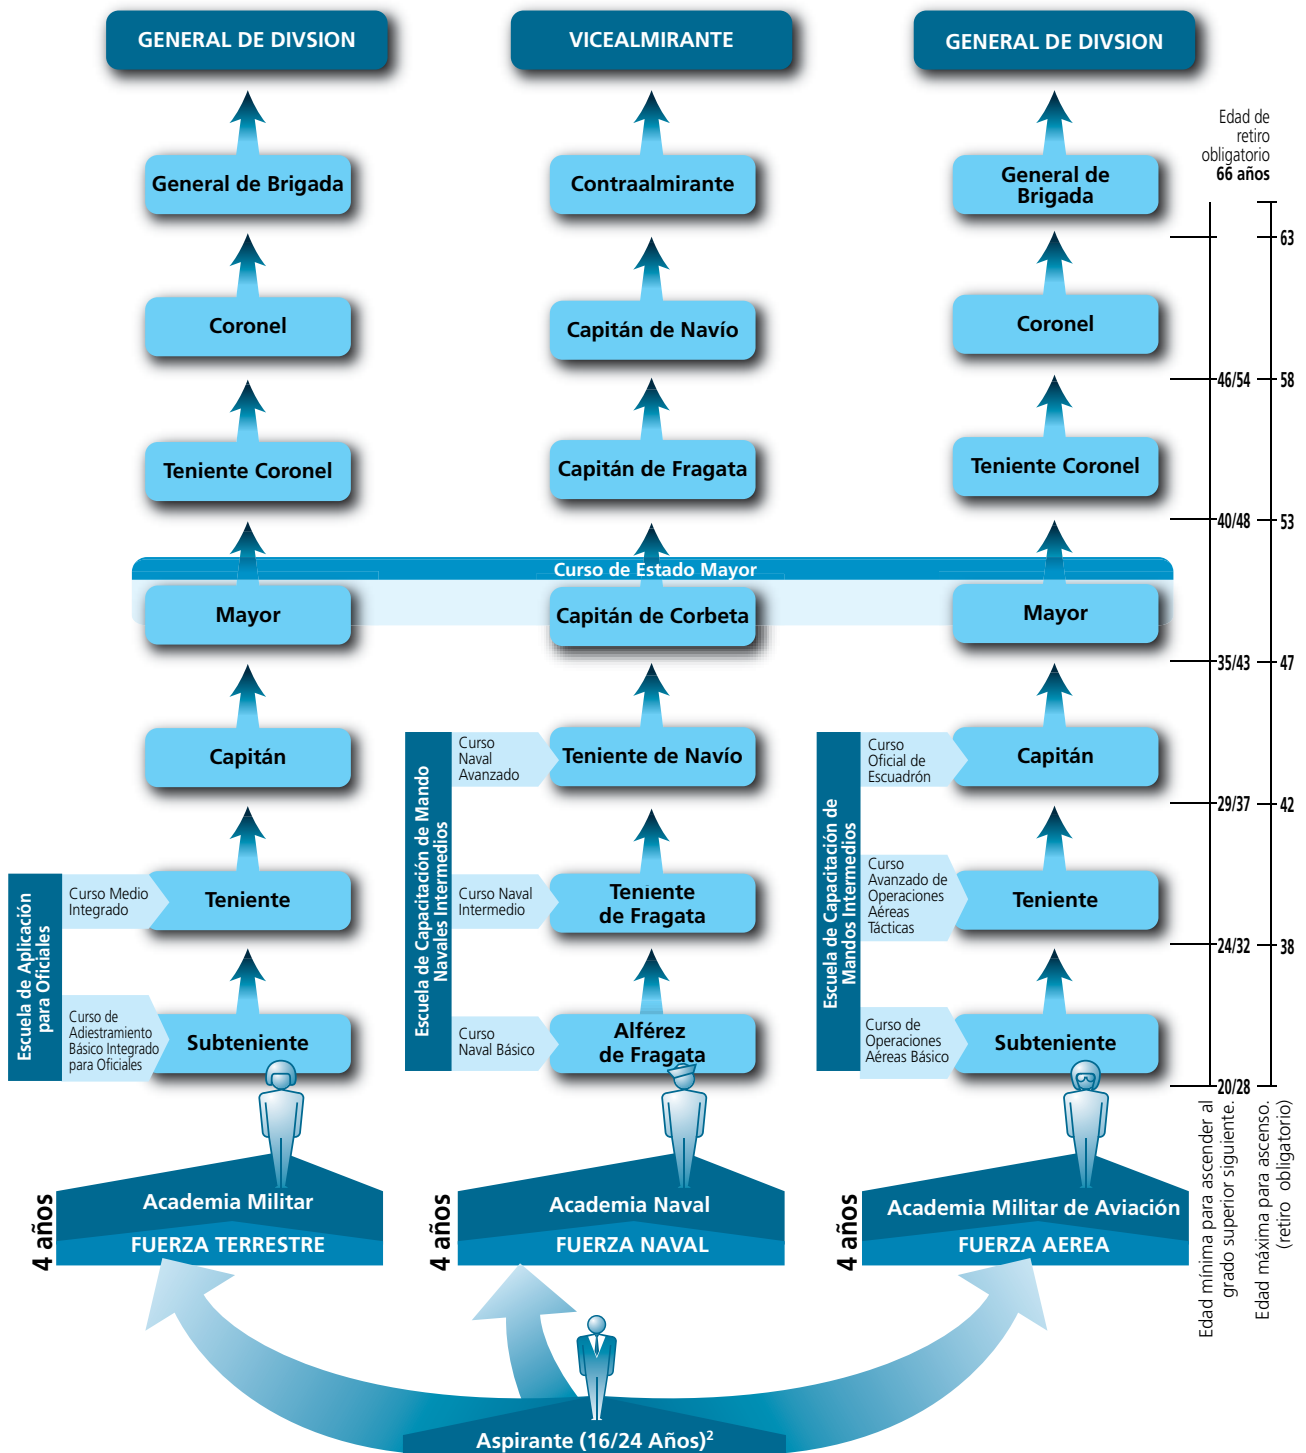 GENERAL DE DIVSION
VICEALMIRANTE
GENERAL DE DIVSION
Edad de
retiro
obligatorio
66 años
General de Brigada
Contraalmirante
General de
Brigada
63
Coronel
Capitán de Navío
Coronel
46/54
58
Teniente Coronel
Capitán de Fragata
Teniente Coronel
40/48
53
Curso de Estado Mayor
Mayor
Capitán de Corbeta
Mayor
35/43
47
Capitán
Escuela de Capitación de Mando
Navales Intermedios
Curso
Naval
Avanzado
Teniente de Navío
Escuela de Capacitación de
Mandos Intermedios
Curso
Oficial de
Escuadrón
Capitán
29/37
42
Escuela de Aplicación
para Oficiales
Curso Medio
Integrado
Teniente
Curso Naval
Intermedio
Teniente
de Fragata
Curso
Avanzado de
Operaciones
Aéreas
Tácticas
Teniente
24/32
38
Curso de
Adiestramiento
Básico Integrado
para Oficiales
Subteniente
Curso
Naval Básico
Alférez
de Fragata
Curso de
Operaciones
Aéreas Básico
Subteniente
20/28
Edad mínima para ascender al
grado superior siguiente.
Edad máxima para ascenso.
(retiro obligatorio)
4 años
Academia Militar
FUERZA TERRESTRE
4 años
Academia Naval
FUERZA NAVAL
4 años
Academia Militar de Aviación
FUERZA AEREA
Aspirante (16/24 Años)²